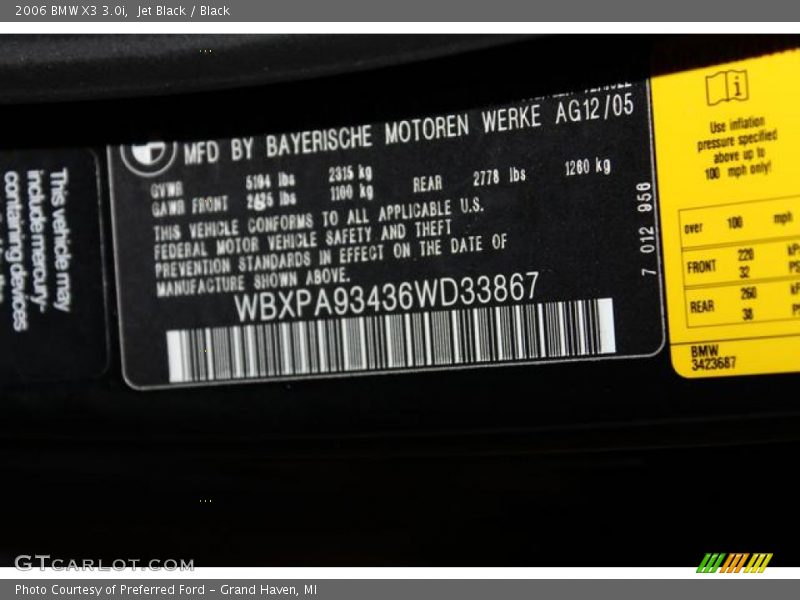 2006 BMW X3 3.0i, Jet Black / Black
MFD BY BAYERISCHE MOTOREN WERKE AG12/05
GVWR 5104 lbs 2315 kg
GAWR FRONT 2425 lbs 1100 kg REAR 2778 lbs 1260 kg
THIS VEHICLE CONFORMS TO ALL APPLICABLE U.S.
FEDERAL MOTOR VEHICLE SAFETY AND THEFT
PREVENTION STANDARDS IN EFFECT ON THE DATE OF
MANUFACTURE SHOWN ABOVE.
WBXPA93436WD33867
7 012 956
This vehicle may
include mercury-
containing devices
Use inflation
pressure specified
above up to
100 mph only!
over 100 mph
FRONT 220
32
REAR 260
38
BMW
3423687
GTCARLOT.COM
Photo Courtesy of Preferred Ford - Grand Haven, MI